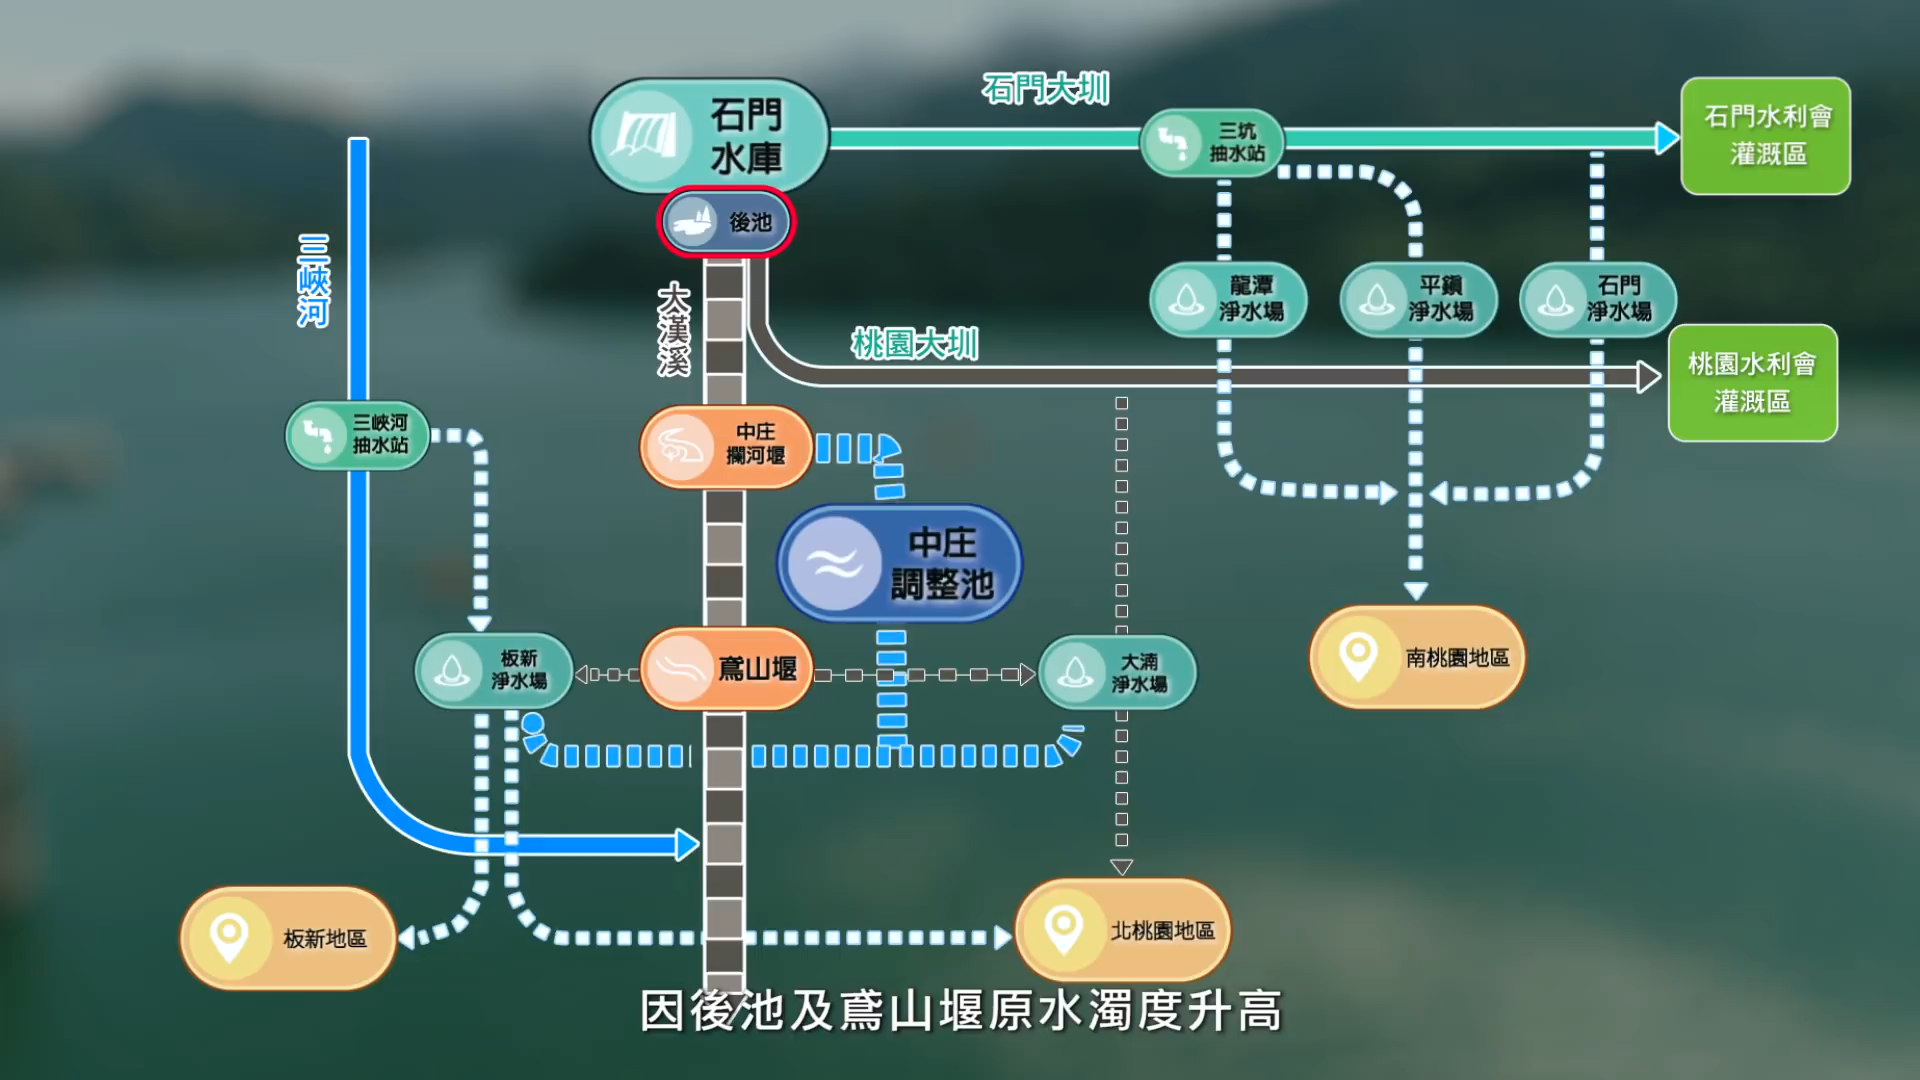 石門大圳
石門
水庫
三坑
抽水站
石門水利會
灌溉區
後池
三峽河
大漢溪
龍潭
淨水場
平鎮
淨水場
石門
淨水場
桃園大圳
桃園水利會
灌溉區
三峽河
抽水站
中庄
攔河堰
中庄
調整池
板新
淨水場
鳶山堰
大湳
淨水場
南桃園地區
板新地區
北桃園地區
因後池及鳶山堰原水濁度升高